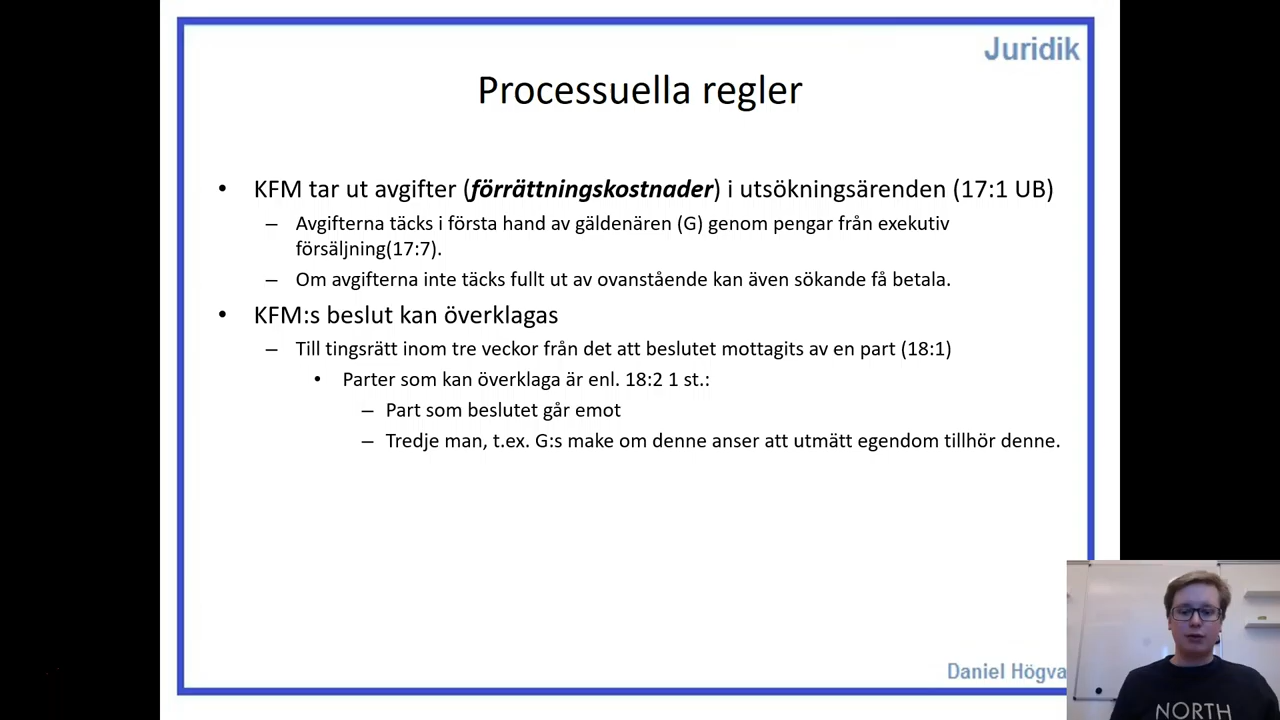 Juridik
Processuella regler
• KFM tar ut avgifter (förrättningskostnader) i utsökningsärenden (17:1 UB)
– Avgifterna täcks i första hand av gäldenären (G) genom pengar från exekutiv
försäljning(17:7).
– Om avgifterna inte täcks fullt ut av ovanstående kan även sökande få betala.
• KFM:s beslut kan överklagas
– Till tingsrätt inom tre veckor från det att beslutet mottagits av en part (18:1)
• Parter som kan överklaga är enl. 18:2 1 st.:
– Part som beslutet går emot
– Tredje man, t.ex. G:s make om denne anser att utmätt egendom tillhör denne.
Daniel Högva
NORTH